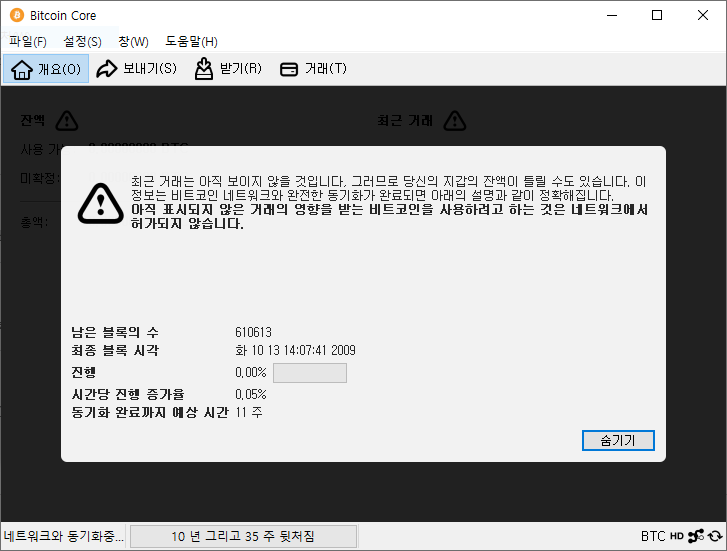 Bitcoin Core
파일(F) 설정(S) 창(W) 도움말(H)
개요(O) 보내기(S) 받기(R) 거래(T)
잔액 최근 거래
사용
미확정:
총액:
최근 거래는 아직 보이지 않을 것입니다. 그러므로 당신의 지갑의 잔액이 틀릴 수도 있습니다. 이
정보는 비트코인 네트워크와 완전한 동기화가 완료되면 아래의 설명과 같이 정확해집니다.
아직 표시되지 않은 거래의 영향을 받는 비트코인을 사용하려고 하는 것은 네트워크에서
허가되지 않습니다.
남은 블록의 수 610613
최종 블록 시각 화 10 13 14:07:41 2009
진행 0,00%
시간당 진행 증가율 0,05%
동기화 완료까지 예상 시간 11 주
숨기기
네트워크와 동기화중... 10 년 그리고 35 주 뒷처짐 BTC HD